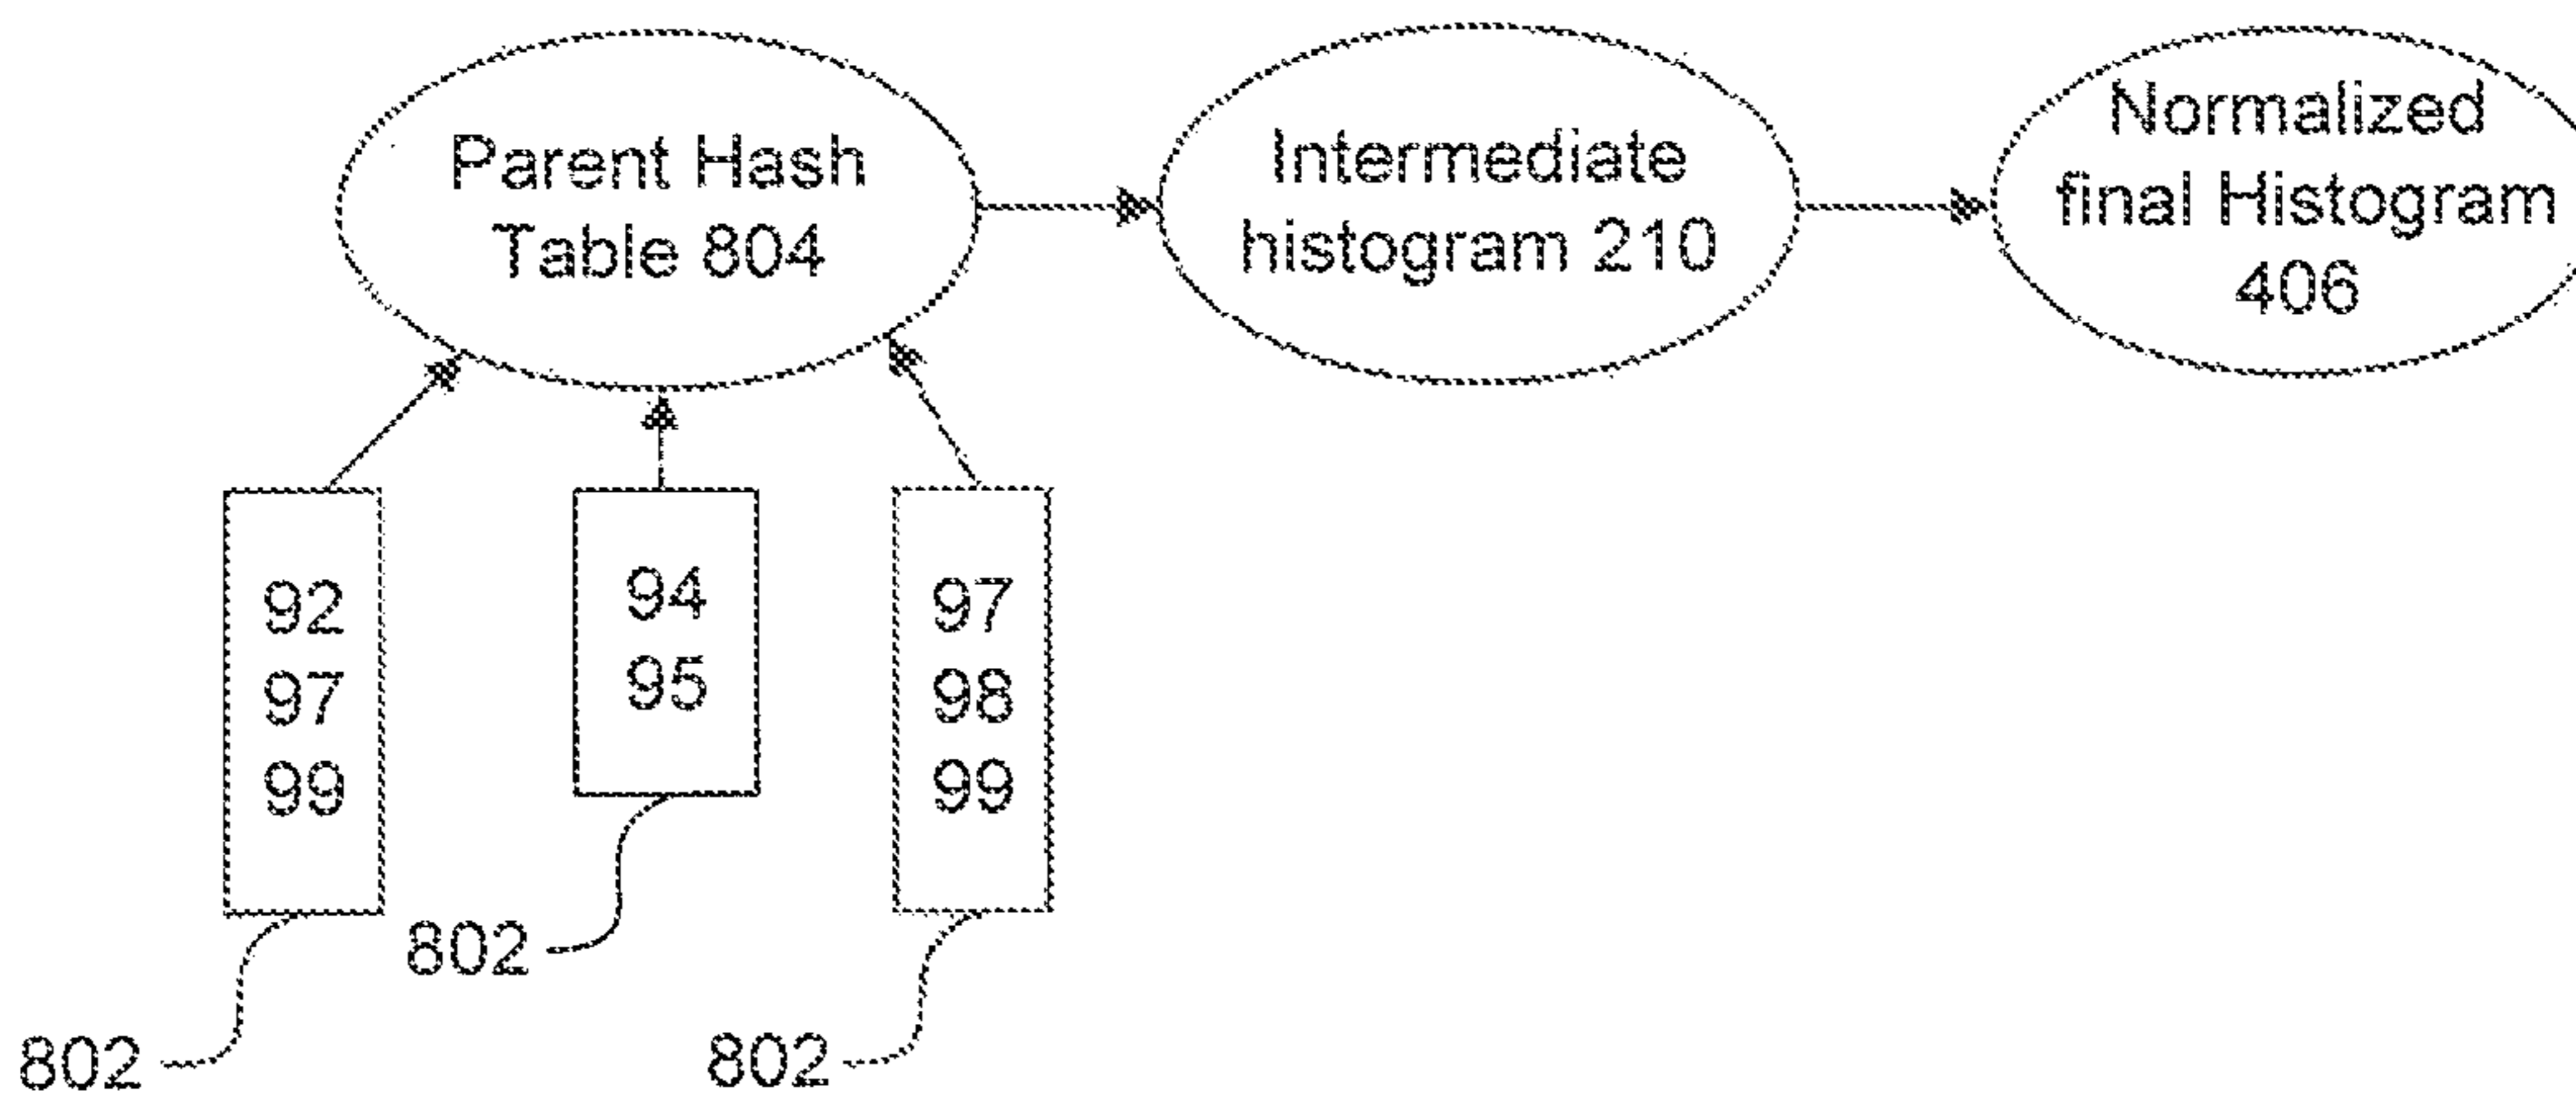 Parent Hash
Table 804
Intermediate
histogram 210
Normalized
final Histogram
406
92
97
99
94
95
97
98
99
802
802
802